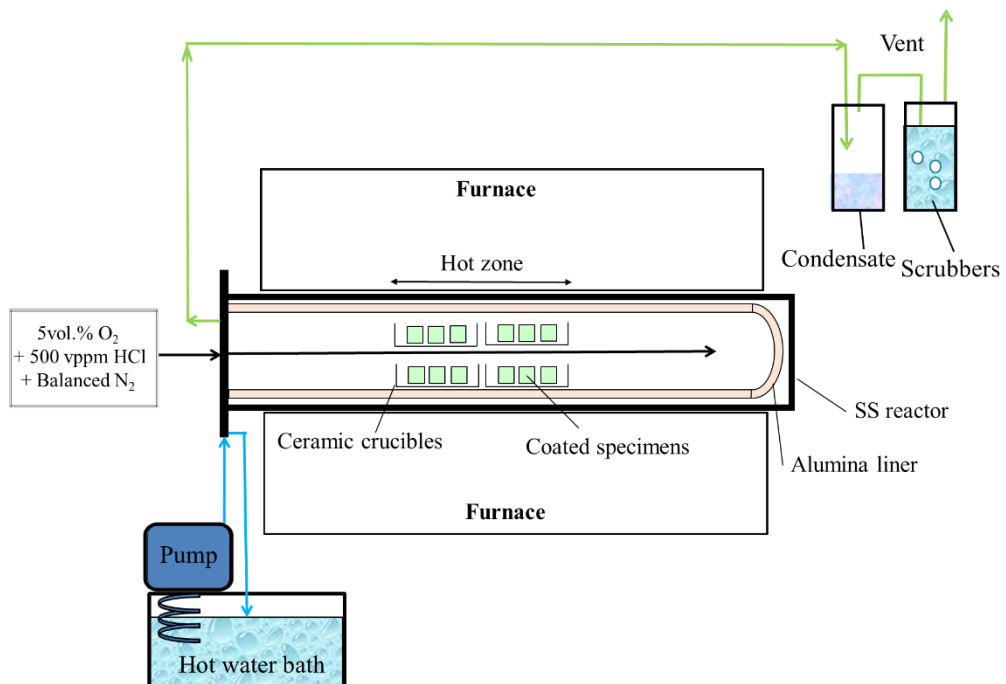 Vent
Furnace
Condensate
Scrubbers
Hot zone
5vol.% O₂
+ 500 vppm HCl
+ Balanced N₂
SS reactor
Ceramic crucibles
Coated specimens
Alumina liner
Furnace
Pump
Hot water bath